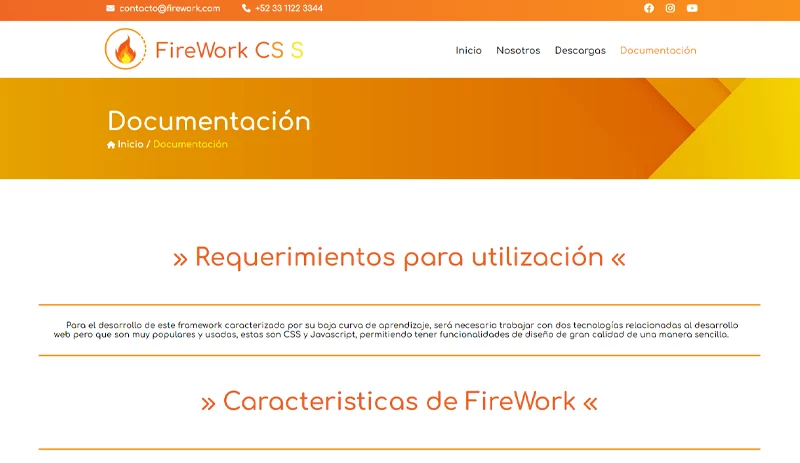 contacto@firework.com +52 33 1122 3344
FireWork CS S
Inicio Nosotros Descargas Documentación
Documentación
Inicio / Documentación
» Requerimientos para utilización «
Para el desarrollo de este framework caracterizado por su baja curva de aprendizaje, será necesario trabajar con dos tecnologías relacionadas al desarrollo
web pero que son muy populares y usados, estas son CSS y Javascript, permitiendo tener funcionalidades de diseño de gran calidad de una manera sencilla.
» Caracteristicas de FireWork «